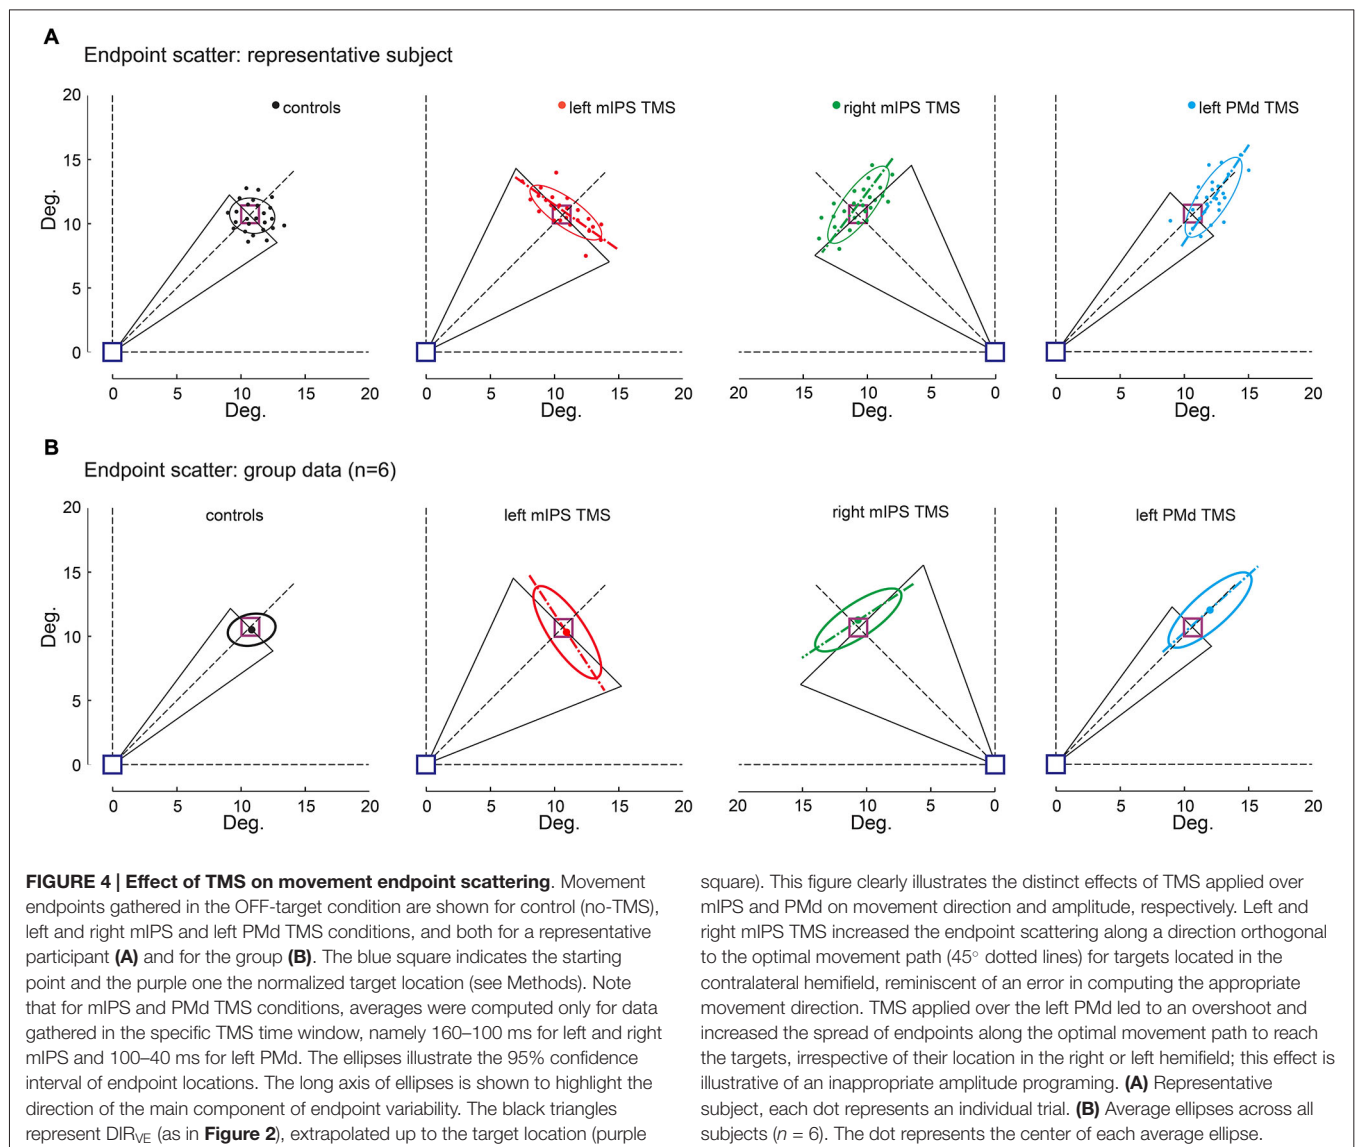 A
Endpoint scatter: representative subject
20
15
10
5
0
Deg.
controls
0 5 10 15 20
Deg.
left mIPS TMS
0 5 10 15 20
Deg.
right mIPS TMS
20 15 10 5 0
Deg.
left PMd TMS
0 5 10 15 20
Deg.
B
Endpoint scatter: group data (n=6)
20
15
10
5
0
Deg.
controls
0 5 10 15 20
Deg.
left mIPS TMS
0 5 10 15 20
Deg.
right mIPS TMS
20 15 10 5 0
Deg.
left PMd TMS
0 5 10 15 20
Deg.
FIGURE 4 | Effect of TMS on movement endpoint scattering. Movement
endpoints gathered in the OFF-target condition are shown for control (no-TMS),
left and right mIPS and left PMd TMS conditions, and both for a representative
participant (A) and for the group (B). The blue square indicates the starting
point and the purple one the normalized target location (see Methods). Note
that for mIPS and PMd TMS conditions, averages were computed only for data
gathered in the specific TMS time window, namely 160–100 ms for left and right
mIPS and 100–40 ms for left PMd. The ellipses illustrate the 95% confidence
interval of endpoint locations. The long axis of ellipses is shown to highlight the
direction of the main component of endpoint variability. The black triangles
represent DIRVE (as in Figure 2), extrapolated up to the target location (purple
square). This figure clearly illustrates the distinct effects of TMS applied over
mIPS and PMd on movement direction and amplitude, respectively. Left and
right mIPS TMS increased the endpoint scattering along a direction orthogonal
to the optimal movement path (45° dotted lines) for targets located in the
contralateral hemifield, reminiscent of an error in computing the appropriate
movement direction. TMS applied over the left PMd led to an overshoot and
increased the spread of endpoints along the optimal movement path to reach
the targets, irrespective of their location in the right or left hemifield; this effect is
illustrative of an inappropriate amplitude programing. (A) Representative
subject, each dot represents an individual trial. (B) Average ellipses across all
subjects (n = 6). The dot represents the center of each average ellipse.